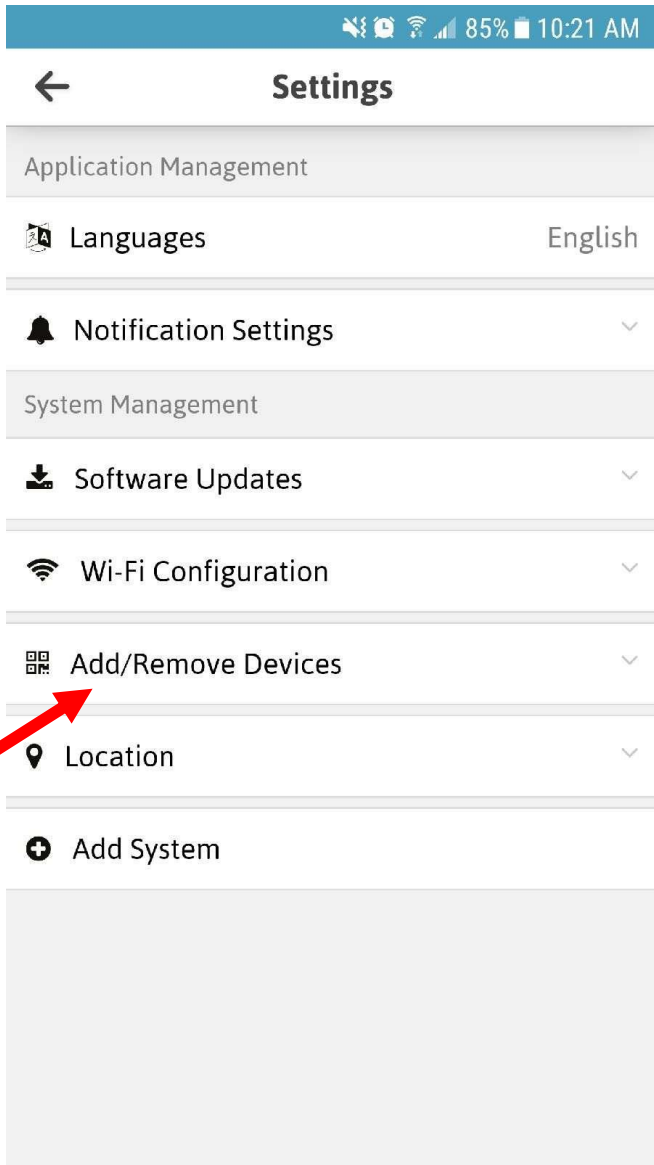 85% 10:21 AM
Settings
Application Management
Languages English
Notification Settings
System Management
Software Updates
Wi-Fi Configuration
Add/Remove Devices
Location
Add System